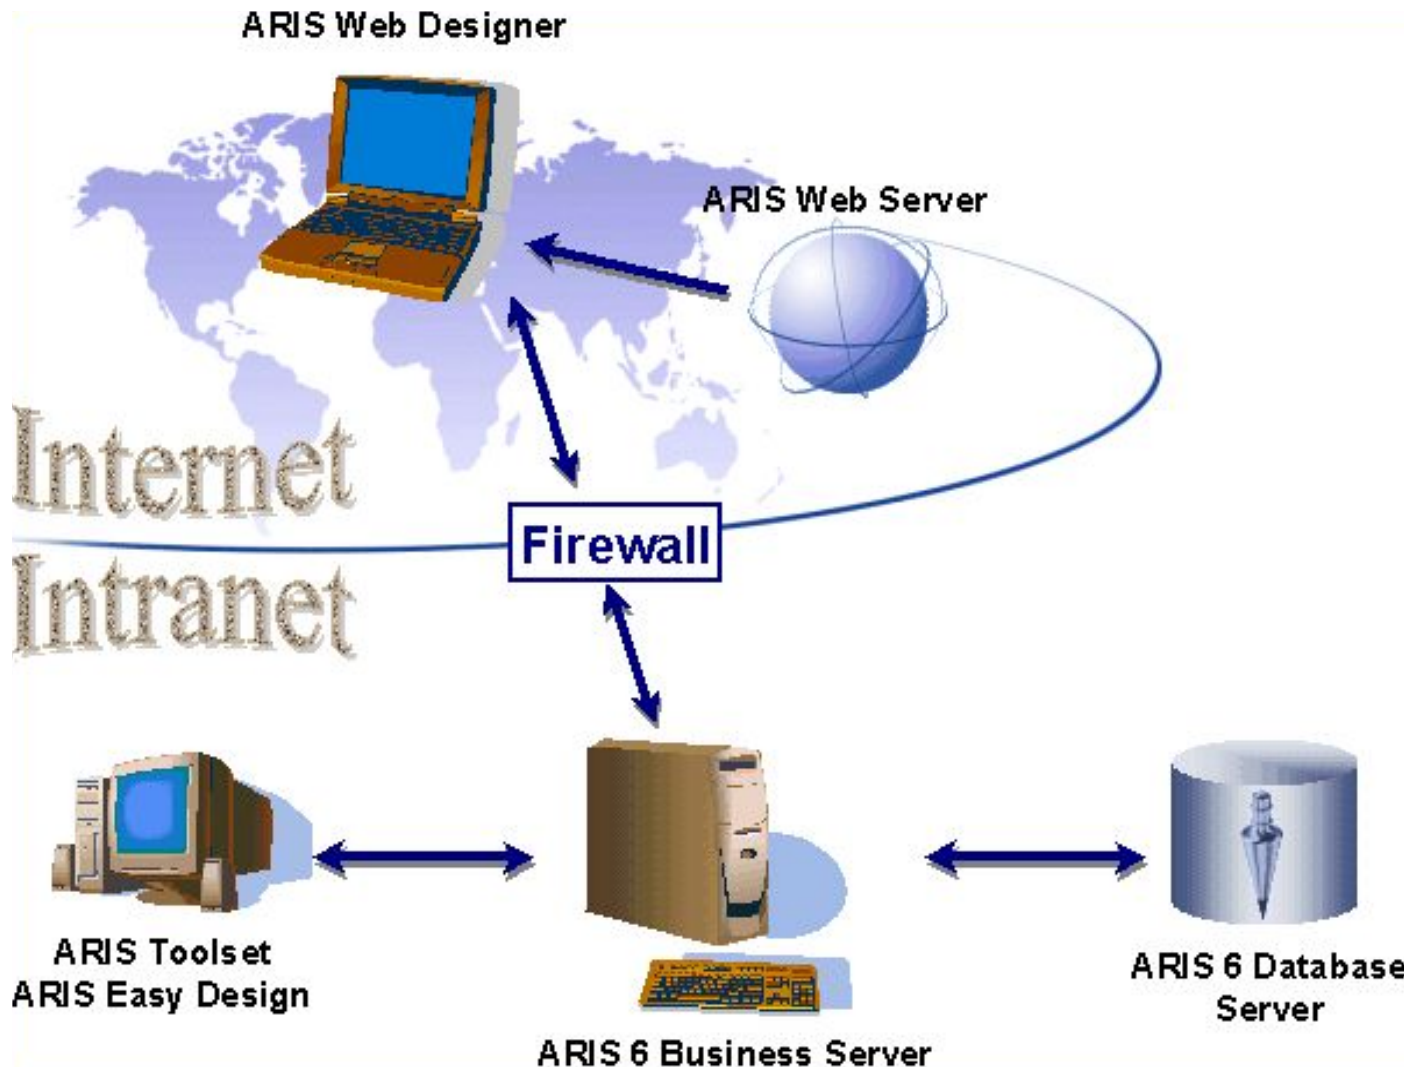 ARIS Web Designer
ARIS Web Server
Internet
Firewall
Intranet
ARIS Toolset
ARIS Easy Design
ARIS 6 Business Server
ARIS 6 Database
Server